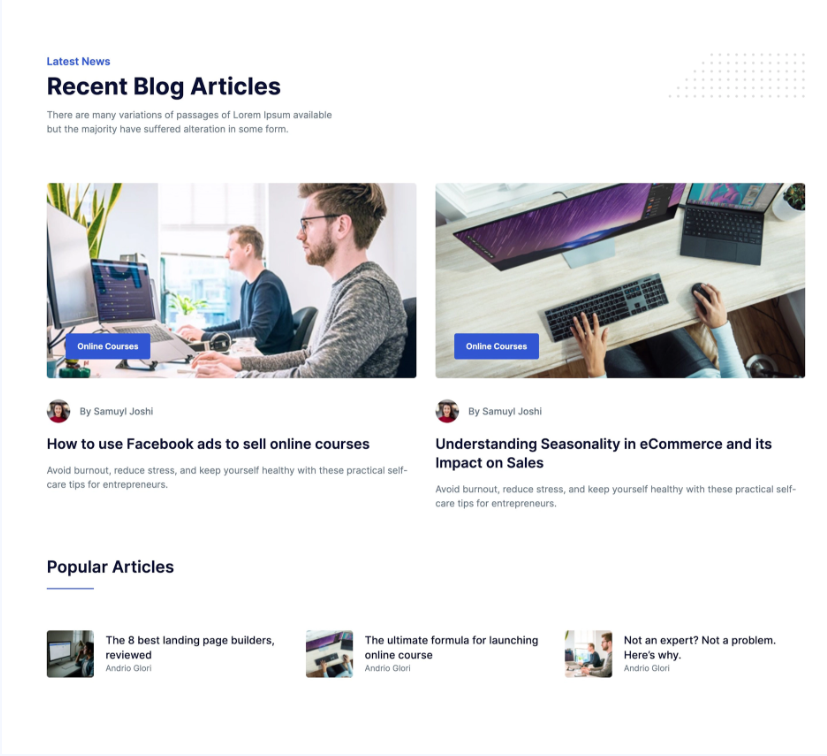 Latest News
Recent Blog Articles
There are many variations of passages of Lorem Ipsum available
but the majority have suffered alteration in some form.
Online Courses
Online Courses
By Samuyl Joshi
By Samuyl Joshi
How to use Facebook ads to sell online courses
Avoid burnout, reduce stress, and keep yourself healthy with these practical self-
care tips for entrepreneurs.
Understanding Seasonality in eCommerce and its
Impact on Sales
Avoid burnout, reduce stress, and keep yourself healthy with these practical self-
care tips for entrepreneurs.
Popular Articles
The 8 best landing page builders,
reviewed
Andrio Glori
The ultimate formula for launching
online course
Andrio Glori
Not an expert? Not a problem.
Here's why.
Andrio Glori